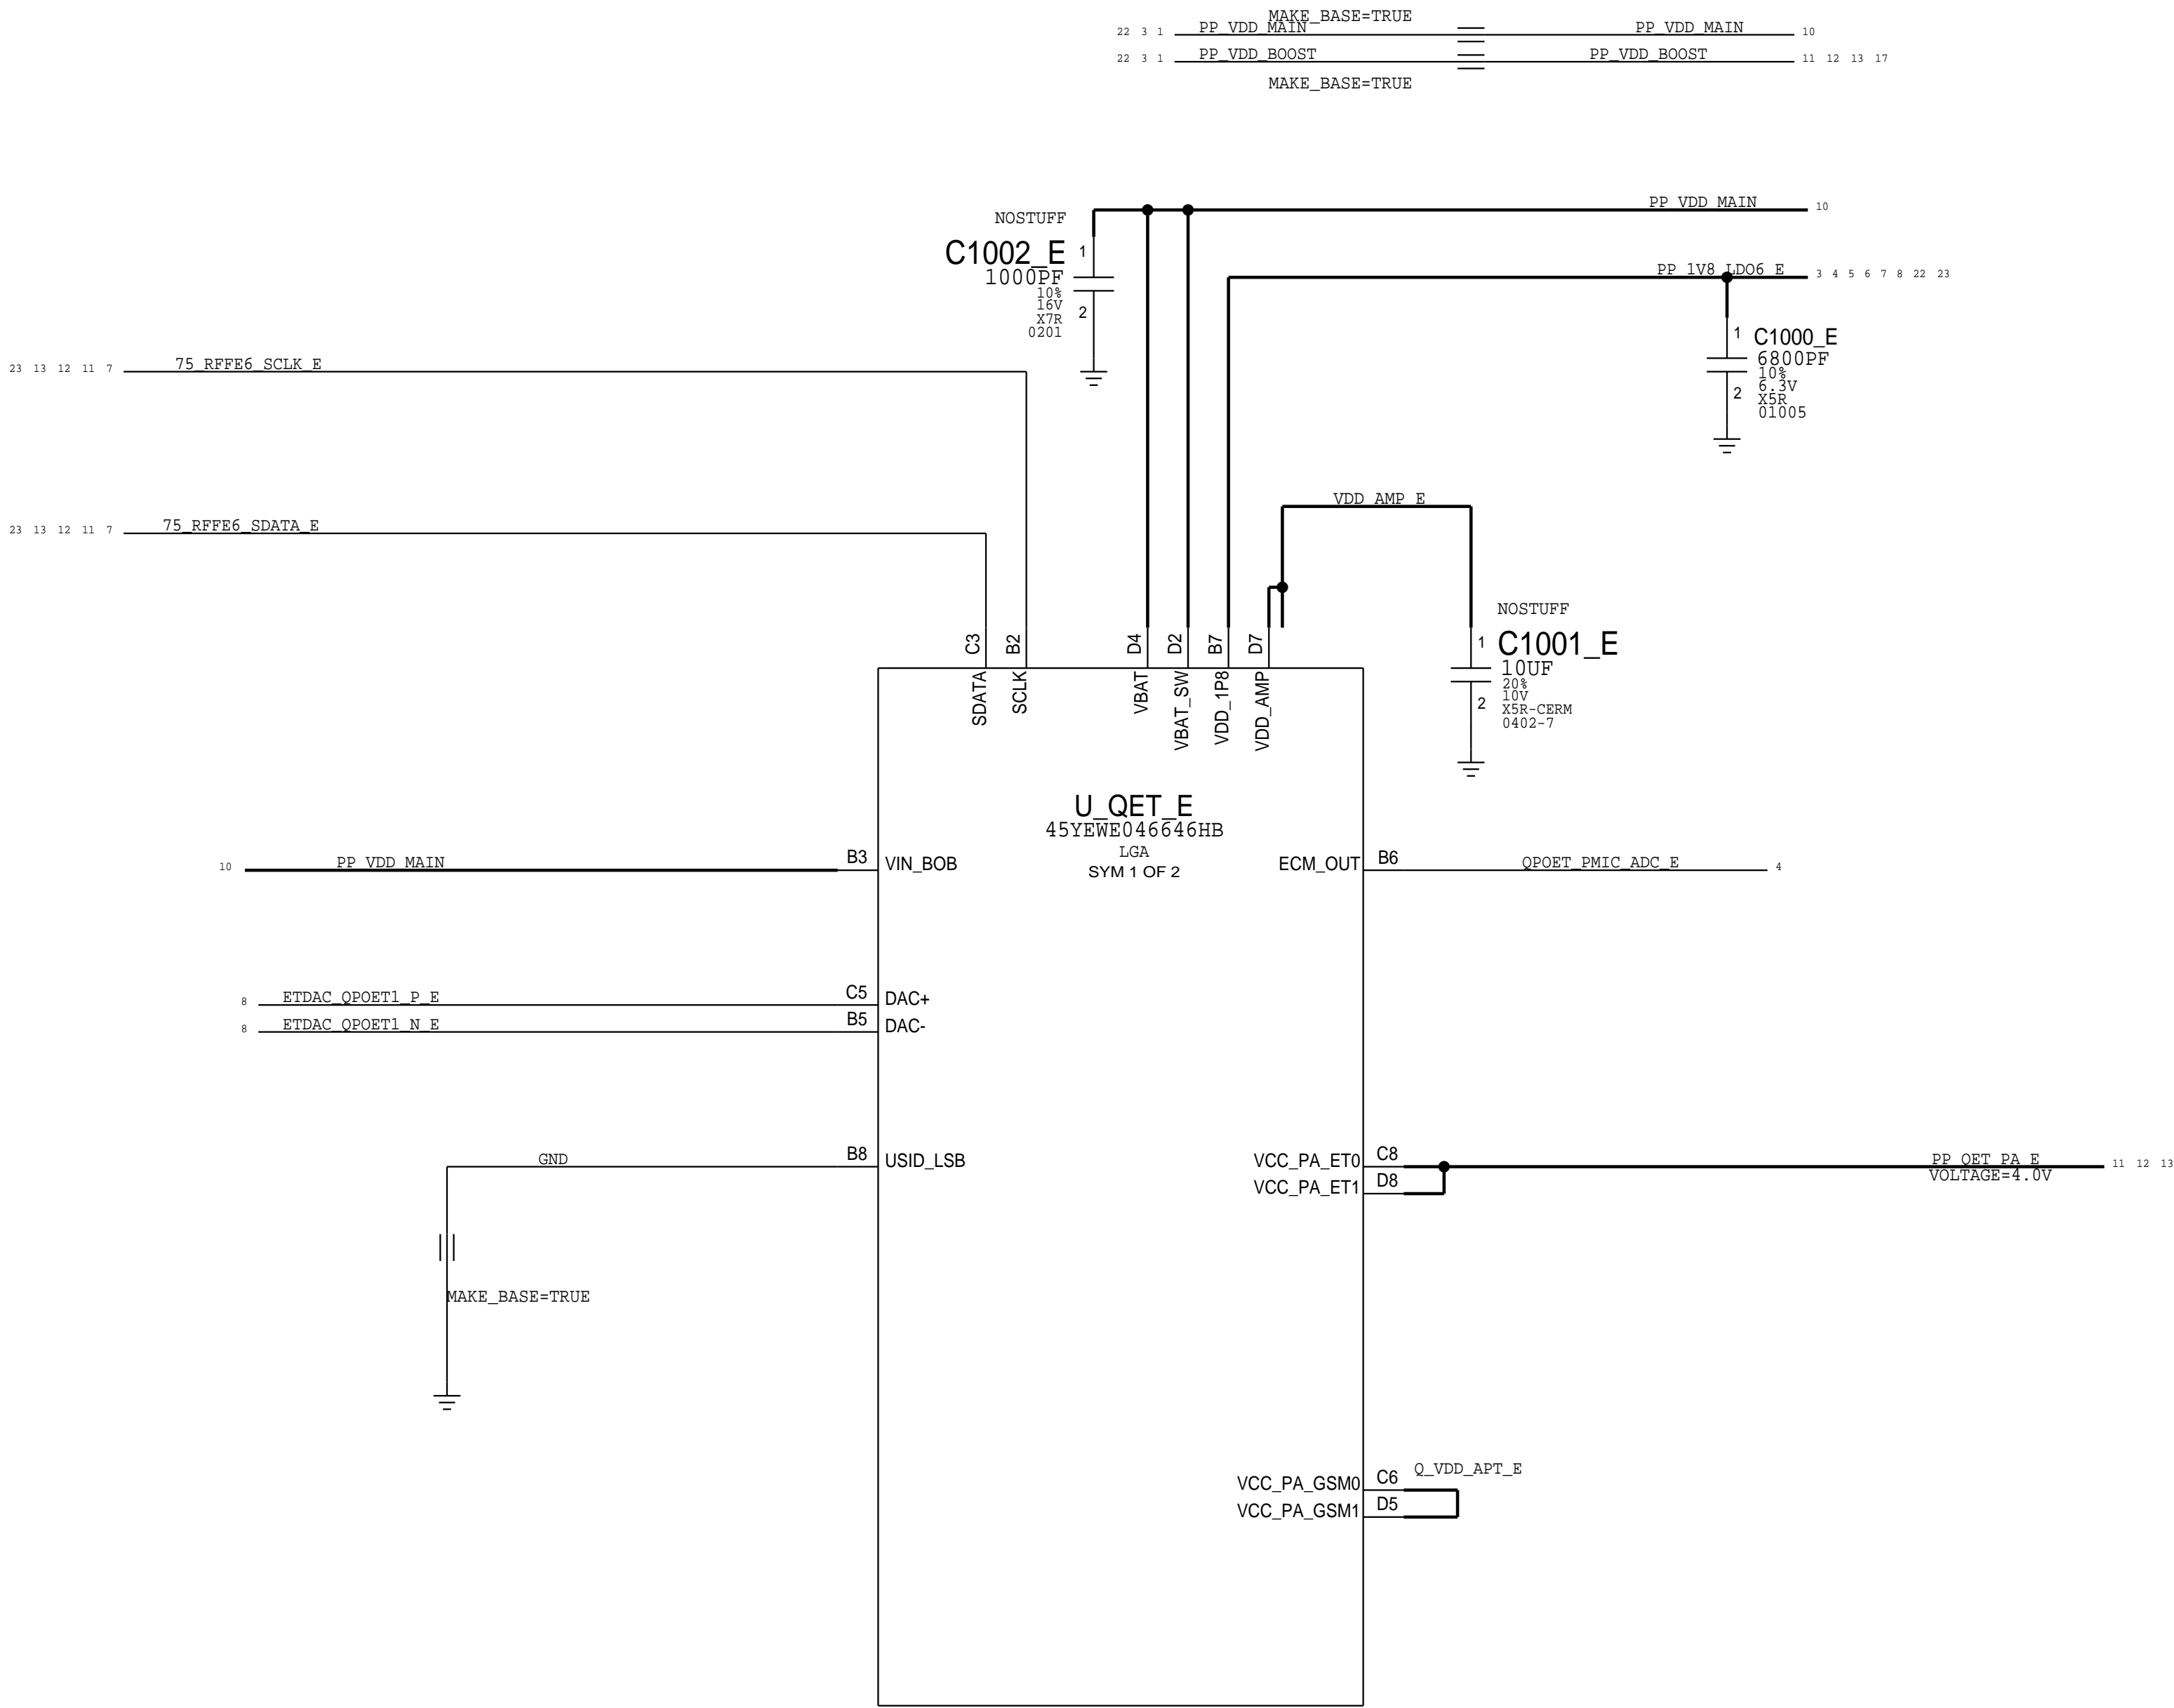 MAKE_BASE=TRUE
22 3 1 PP_VDD_MAIN PP_VDD_MAIN 10
22 3 1 PP_VDD_BOOST PP_VDD_BOOST 11 12 13 17
MAKE_BASE=TRUE
PP_VDD_MAIN 10
NOSTUFF
C1002_E 1
1000PF
10%
16V
X7R 2
0201
PP_1V8_LDO6_E 3 4 5 6 7 8 22 23
1 C1000_E
6800PF
10%
6.3V
2 X5R
01005
23 13 12 11 7 75_RFFE6_SCLK_E
VDD_AMP_E
23 13 12 11 7 75_RFFE6_SDATA_E
NOSTUFF
1 C1001_E
10UF
20%
10V
2 X5R-CERM
0402-7
C3 B2 D4 D2 B7 D7
SDATA SCLK VBAT VBAT_SW VDD_1P8 VDD_AMP
U_QET_E
45YEWE046646HB
LGA
SYM 1 OF 2
10 PP_VDD_MAIN B3 VIN_BOB ECM_OUT B6 QPOET_PMIC_ADC_E 4
8 ETDAC_QPOET1_P_E C5 DAC+
8 ETDAC_QPOET1_N_E B5 DAC-
GND B8 USID_LSB VCC_PA_ET0 C8 PP_QET_PA_E 11 12 13
VCC_PA_ET1 D8 VOLTAGE=4.0V
MAKE_BASE=TRUE
VCC_PA_GSM0 C6 Q_VDD_APT_E
VCC_PA_GSM1 D5